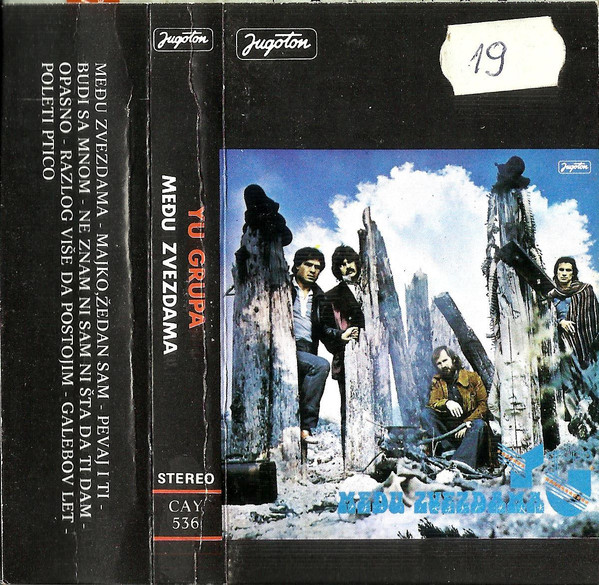 MEĐU ZVEZDAMA - MAJKO,ŽEDAN SAM - PEVAJ I TI -
BUDI SA MNOM - NE ZNAM NI SAM NI ŠTA DA TI DAM -
OPASNO - RAZLOG VIŠE DA POSTOJIM - GALEBOV LET -
POLETI PTICO
Jugoton
YU GRUPA
MEĐU ZVEZDAMA
STEREO
CAY
536
Jugoton
19
Jugoton
MEĐU ZVEZDAMA